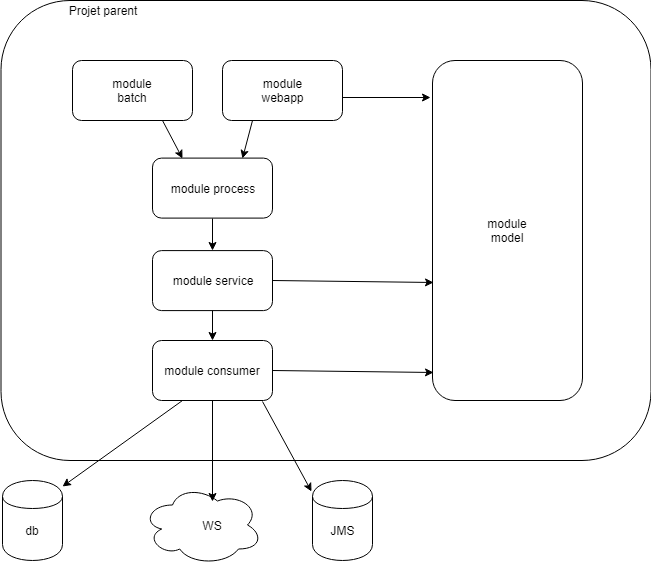 Projet parent
module
batch
module
webapp
module process
module
model
module service
module consumer
db
WS
JMS